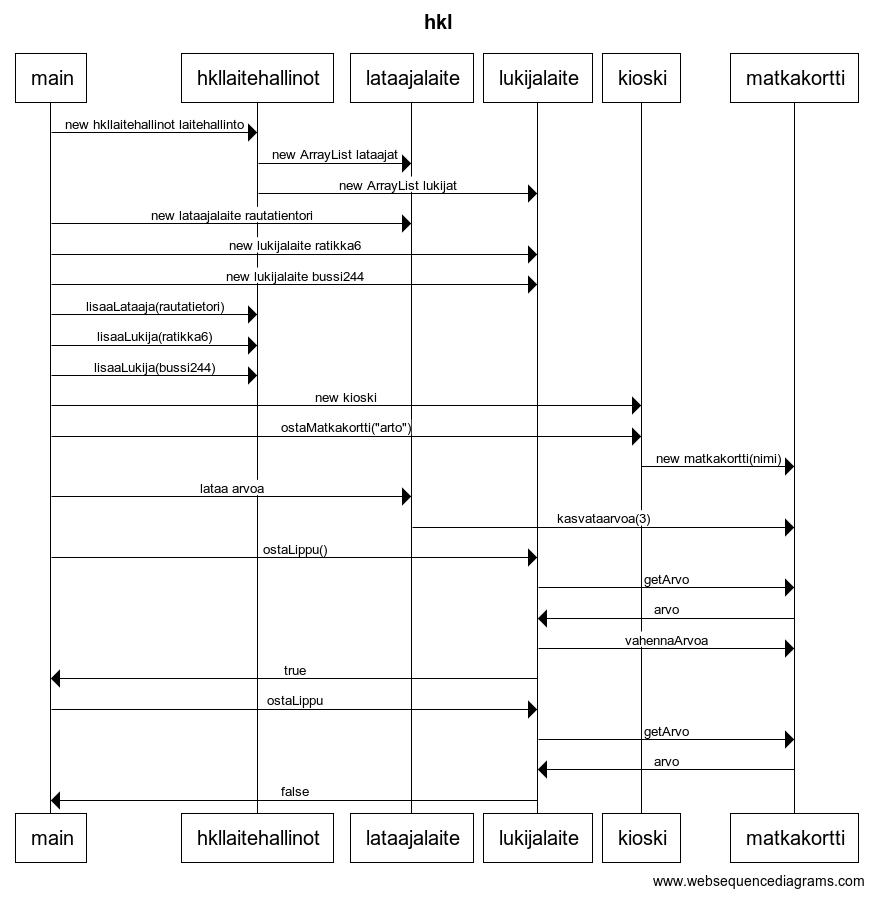 hkl
main hkllaitehallinot lataajalaite lukijalaite kioski matkakortti
new hkllaitehallinot laitehallinto
new ArrayList lataajat
new ArrayList lukijat
new lataajalaite rautatientori
new lukijalaite ratikka6
new lukijalaite bussi244
lisaaLataaja(rautatietori)
lisaaLukija(ratikka6)
lisaaLukija(bussi244)
new kioski
ostaMatkakortti("arto")
new matkakortti(nimi)
lataa arvoa
kasvataarvoa(3)
ostaLippu()
getArvo
arvo
vahennaArvoa
true
ostaLippu
getArvo
arvo
false
main hkllaitehallinot lataajalaite lukijalaite kioski matkakortti
www.websequencediagrams.com